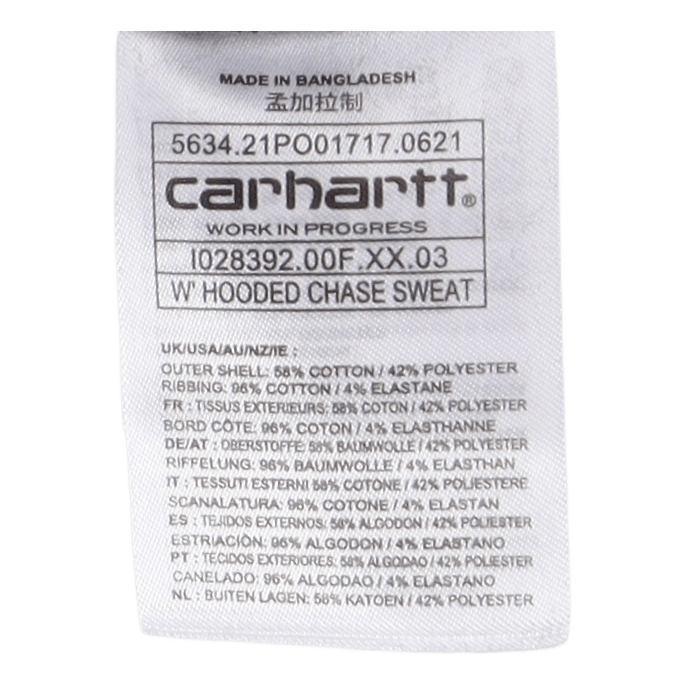 MADE IN BANGLADESH
孟加拉制
5634.21PO01717.0621
carhartt®
WORK IN PROGRESS
I028392.00F.XX.03
W' HOODED CHASE SWEAT
UK/USA/AU/NZ/IE :
OUTER SHELL: 58% COTTON / 42% POLYESTER
RIBBING: 96% COTTON / 4% ELASTANE
FR : TISSUS EXTERIEURS: 58% COTON / 42% POLYESTER
BORD CÔTE: 96% COTON / 4% ELASTHANNE
DE/AT : OBERSTOFFE: 58% BAUMWOLLE / 42% POLYESTER
RIFFELUNG: 96% BAUMWOLLE / 4% ELASTHAN
IT : TESSUTI ESTERNI 58% COTONE / 42% POLIESTERE
SCANALATURA: 96% COTONE / 4% ELASTAN
ES : TEJIDOS EXTERNOS: 58% ALGODON / 42% POLIESTER
ESTRIACIÓN: 96% ALGODON / 4% ELASTANO
PT : TECIDOS EXTERIORES: 58% ALGODAO / 42% POLIESTER
CANELADO: 96% ALGODAO / 4% ELASTANO
NL : BUITEN LAGEN: 58% KATOEN / 42% POLYESTER